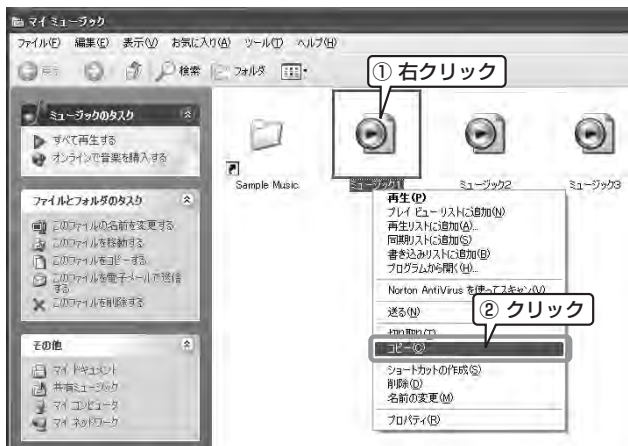 マイ ミュージック
ファイル(F) 編集(E) 表示(V) お気に入り(A) ツール(T) ヘルプ(H)
戻る 検索 フォルダ
① 右クリック
ミュージックのタスク
すべて再生する
オンラインで音楽を購入する
ファイルとフォルダのタスク
このファイルの名前を変更する
このファイルを移動する
このファイルをコピーする
このファイルを電子メールで送信
する
このファイルを削除する
その他
マイ ドキュメント
共有ミュージック
マイ コンピュータ
マイ ネットワーク
Sample Music
ミュージック1
ミュージック2
ミュージック3
再生(P)
プレイ ビュー リストに追加(N)
再生リストに追加(A)...
同期リストに追加(S)
書き込みリストに追加(B)
プログラムから開く(H)...
Norton AntiVirus を使ってスキャン(V)
送る(N)
② クリック
切り取り(T)
コピー(C)
ショートカットの作成(S)
削除(D)
名前の変更(M)
プロパティ(R)